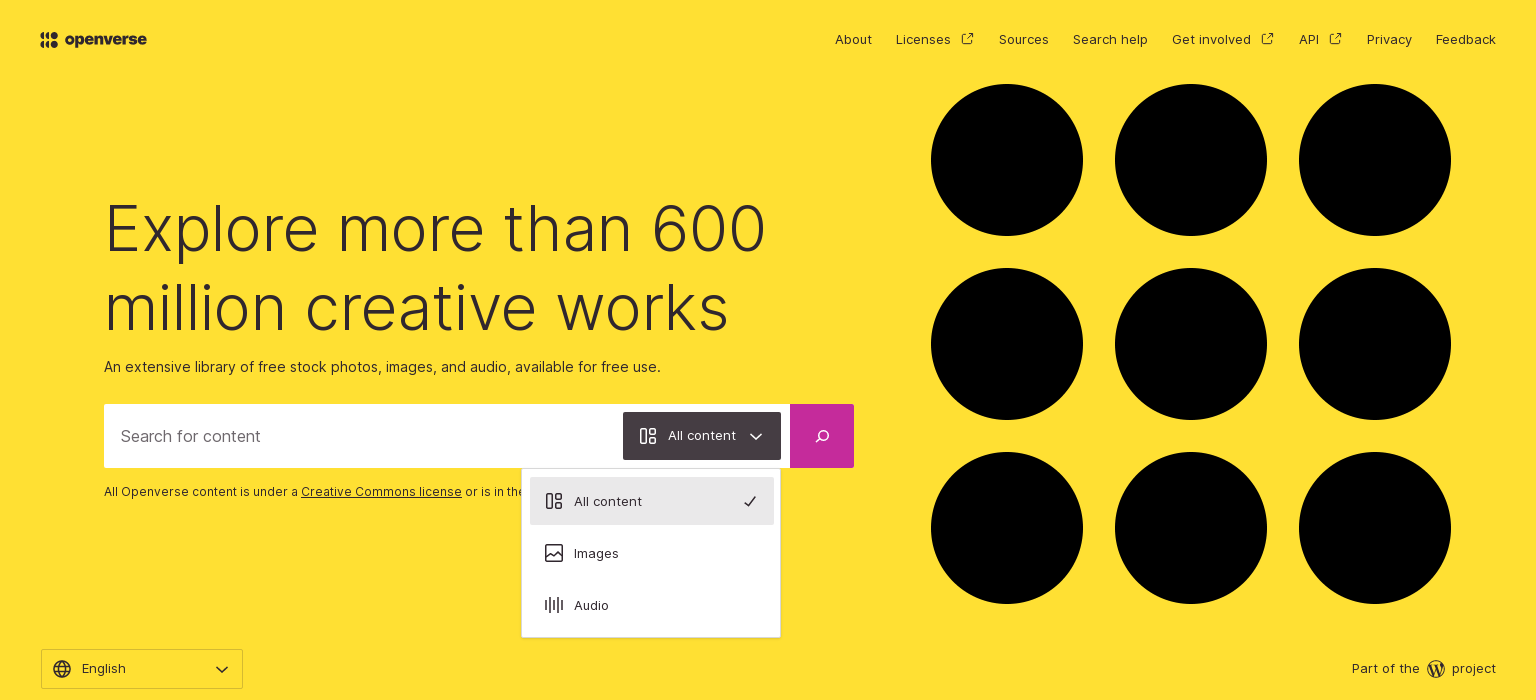 openverse
About
Licenses
Sources
Search help
Get involved
API
Privacy
Feedback
Explore more than 600
million creative works
An extensive library of free stock photos, images, and audio, available for free use.
Search for content
All content
All Openverse content is under a Creative Commons license or is in the
All content
Images
Audio
English
Part of the W project